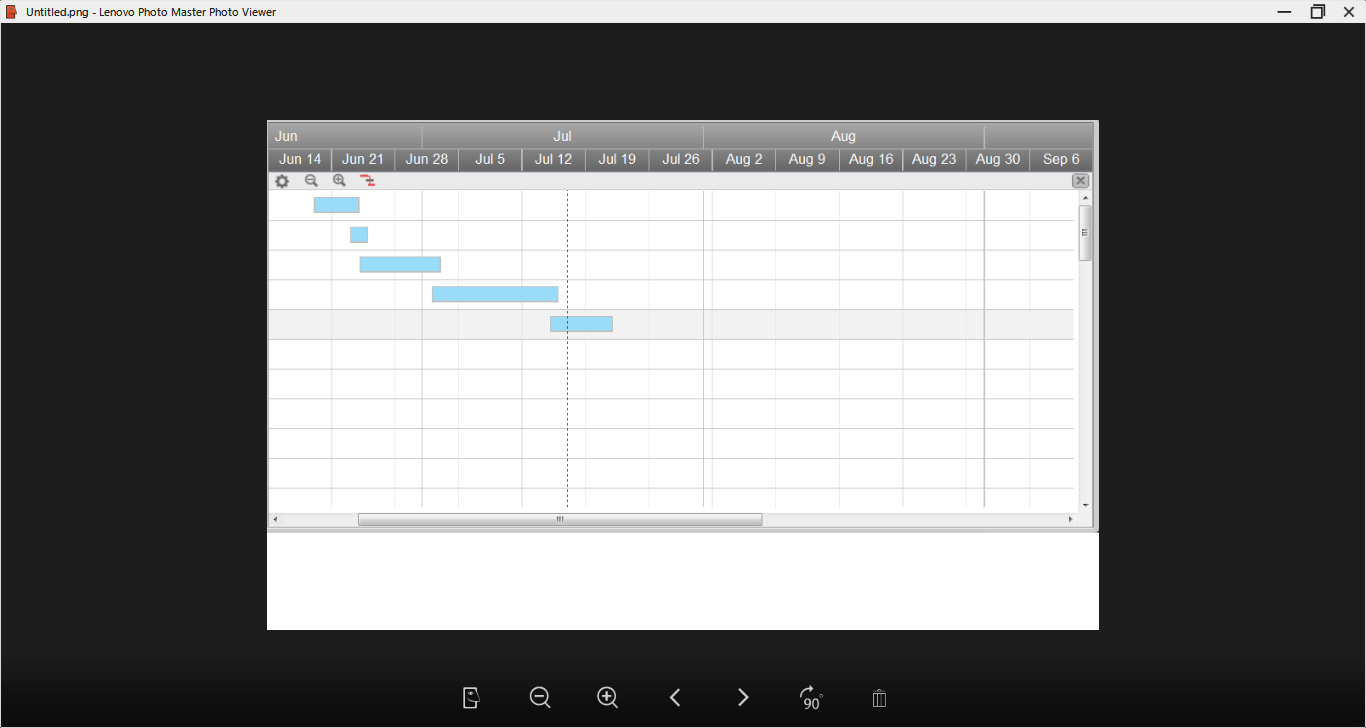 Untitled.png - Lenovo Photo Master Photo Viewer
Jun Jul Aug
Jun 14 Jun 21 Jun 28 Jul 5 Jul 12 Jul 19 Jul 26 Aug 2 Aug 9 Aug 16 Aug 23 Aug 30 Sep 6
90°